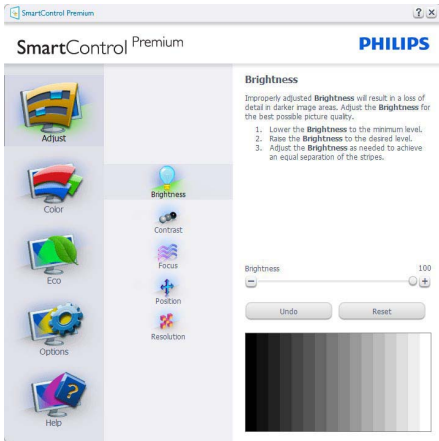 SmartControl Premium
? ×
SmartControl Premium
PHILIPS
Adjust
Color
Eco
Options
Help
Brightness
Contrast
Focus
Position
Resolution
Brightness
Improperly adjusted Brightness will result in a loss of
detail in darker image areas. Adjust the Brightness for
the best possible picture quality.
1. Lower the Brightness to the minimum level.
2. Raise the Brightness to the desired level.
3. Adjust the Brightness as needed to achieve
an equal separation of the stripes.
Brightness 100
Undo Reset